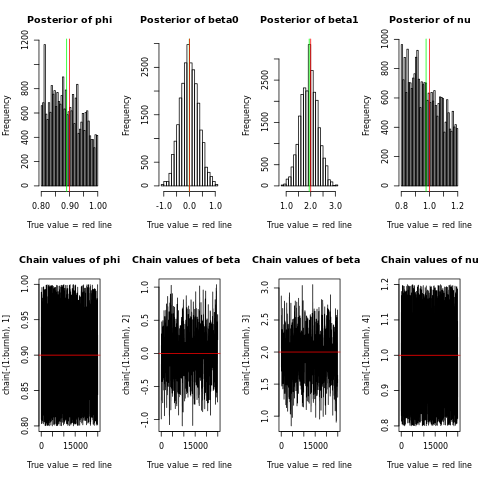 Posterior of phi
Posterior of beta0
Posterior of beta1
Posterior of nu
Frequency
0 200 400 600 800 1200
0.80 0.90 1.00
True value = red line
Frequency
0 500 1500 2500
-1.0 0.0 1.0
True value = red line
Frequency
0 500 1500 2500
1.0 2.0 3.0
True value = red line
Frequency
0 200 400 600 800 1000
0.8 1.0 1.2
True value = red line
Chain values of phi
Chain values of beta
Chain values of beta
Chain values of nu
chain[-(1:burnIn), 1]
0.80 0.85 0.90 0.95 1.00
0 15000
True value = red line
chain[-(1:burnIn), 2]
-1.0 -0.5 0.0 0.5 1.0
0 15000
True value = red line
chain[-(1:burnIn), 3]
1.0 1.5 2.0 2.5 3.0
0 15000
True value = red line
chain[-(1:burnIn), 4]
0.8 0.9 1.0 1.1 1.2
0 15000
True value = red line